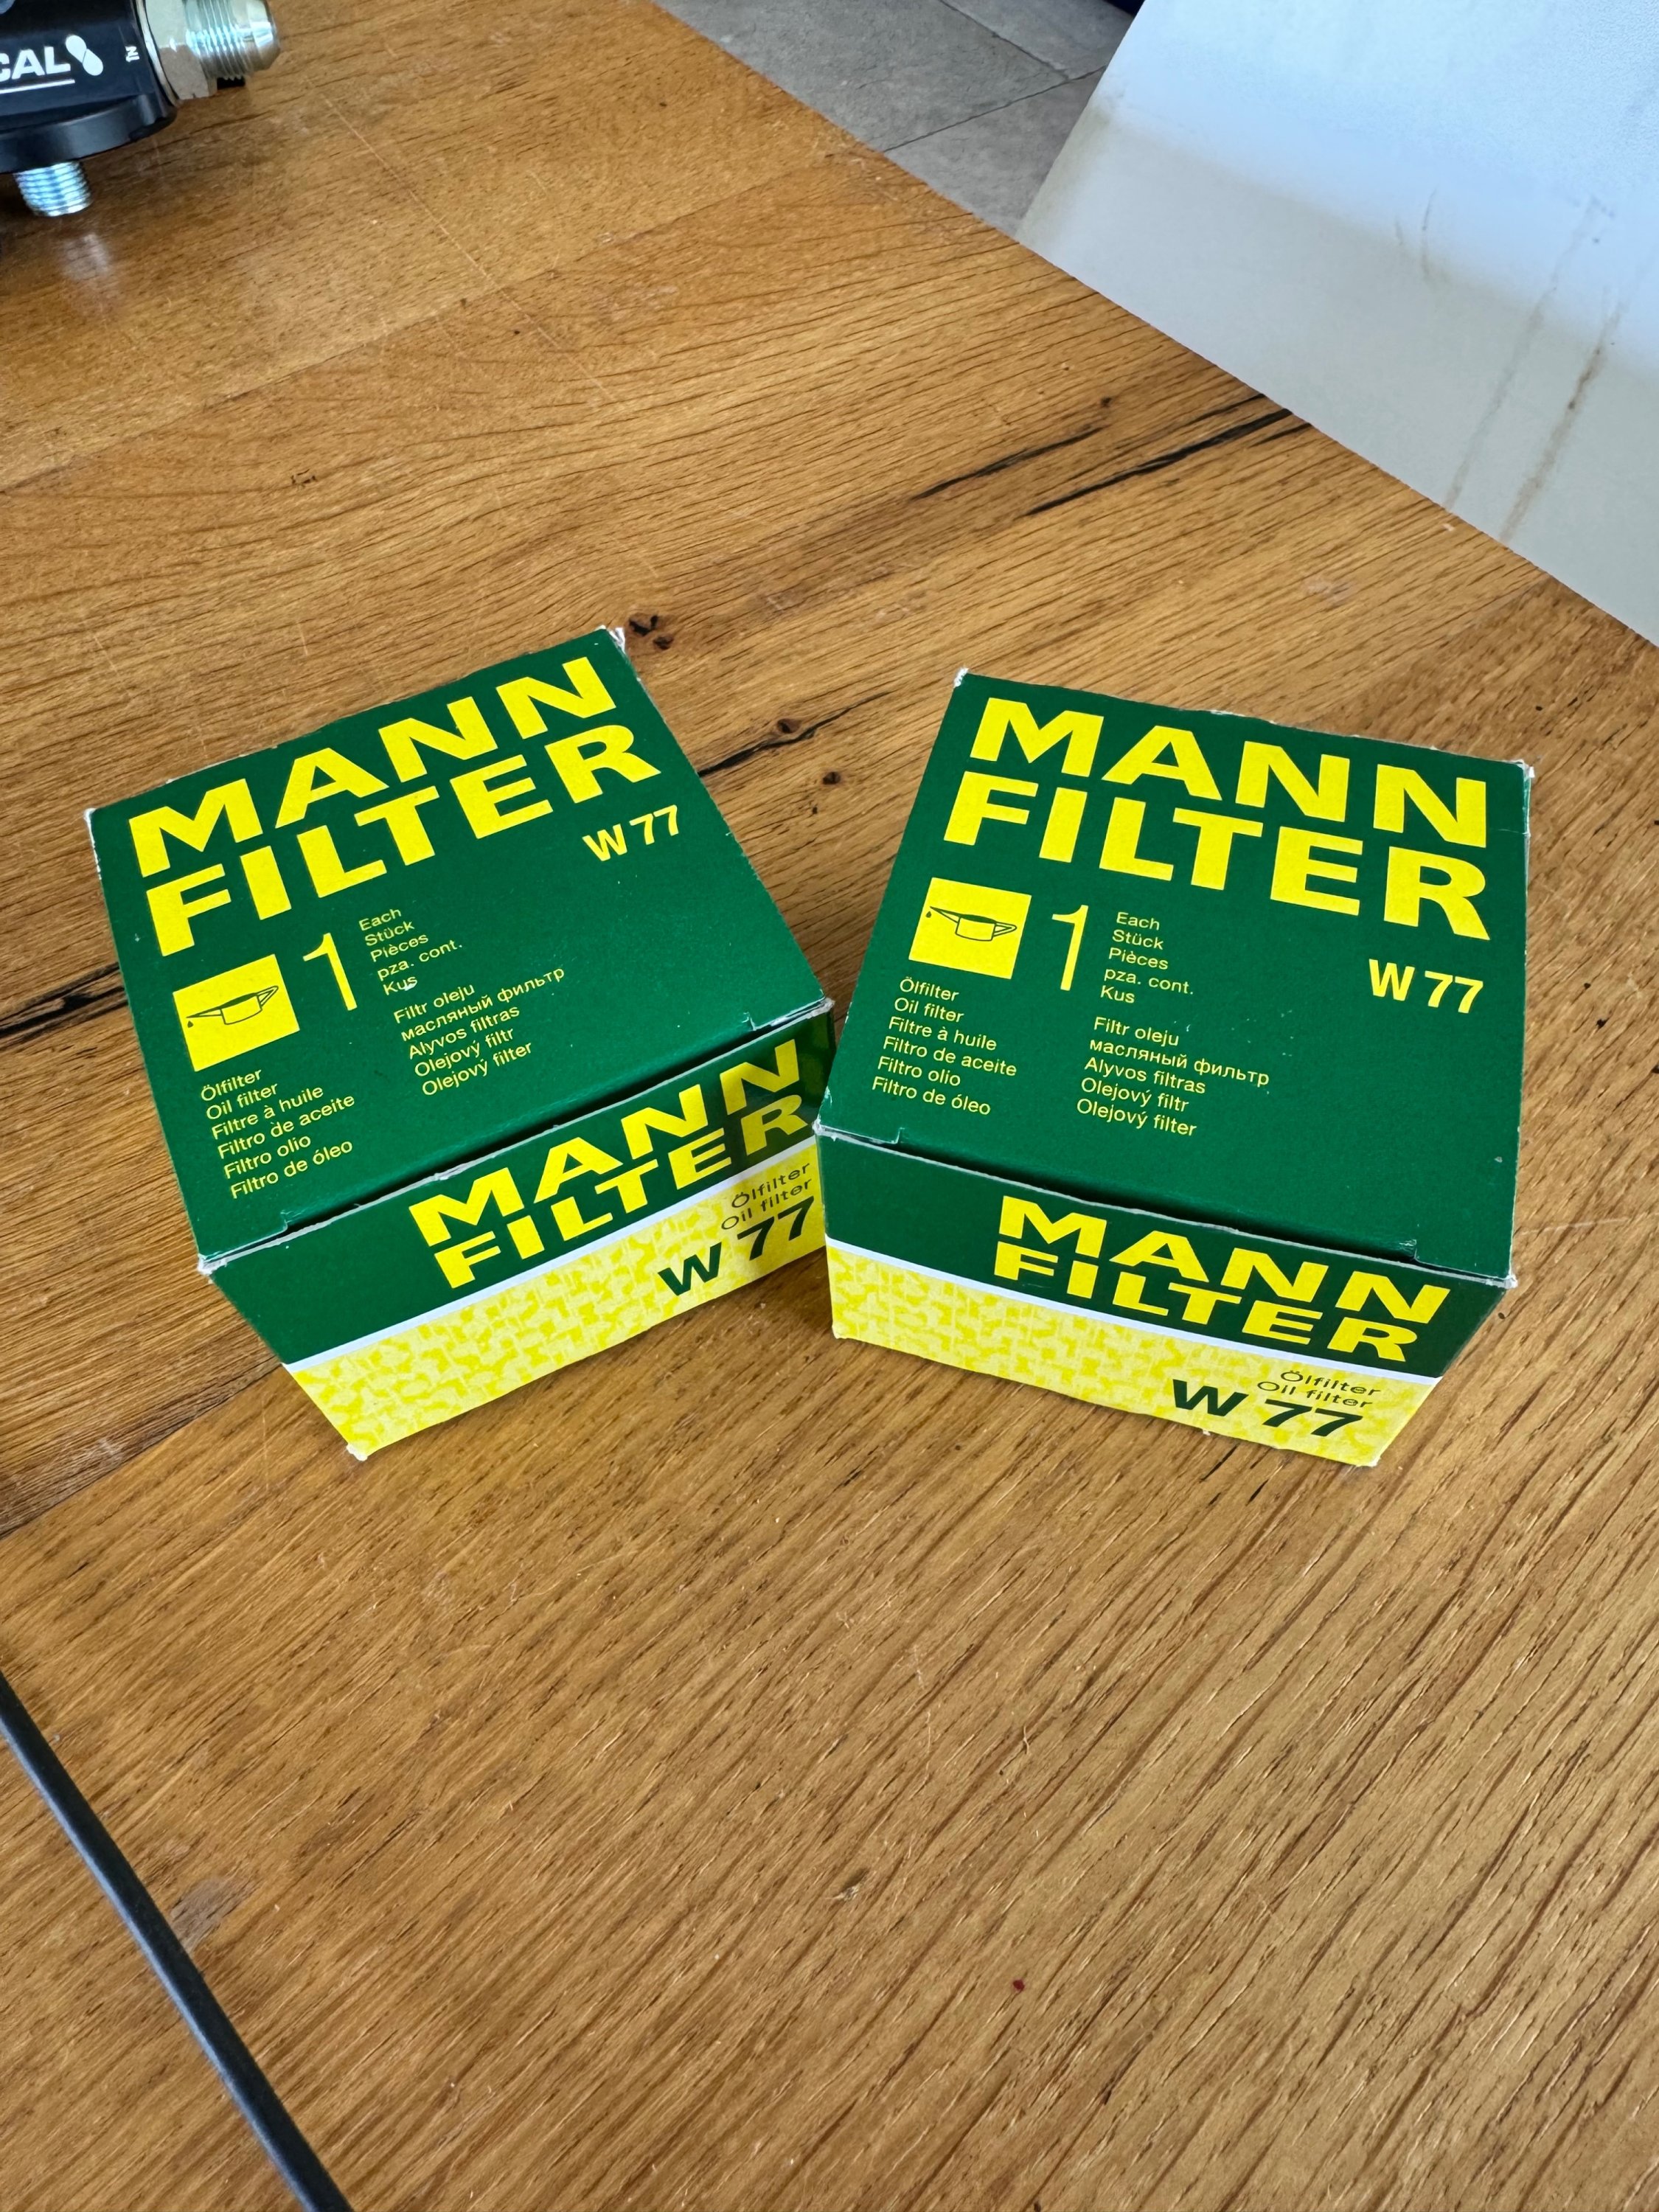 CAL
IN
MANN
FILTER
W 77
1
Each
Stück
Pièces
pza. cont.
Kus
Ölfilter
Oil filter
Filtre à huile
Filtro de aceite
Filtro olio
Filtro de óleo
Filtr oleju
масляный фильтр
Alyvos filtras
Olejový filtr
Olejový filter
MANN
FILTER
Ölfilter
Oil filter
W 77
MANN
FILTER
W 77
1
Each
Stück
Pièces
pza. cont.
Kus
Ölfilter
Oil filter
Filtre à huile
Filtro de aceite
Filtro olio
Filtro de óleo
Filtr oleju
масляный фильтр
Alyvos filtras
Olejový filtr
Olejový filter
MANN
FILTER
Ölfilter
Oil filter
W 77